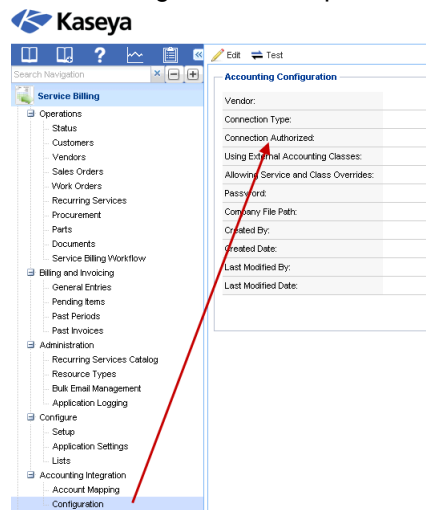 Kaseya
Edit Test
Search Navigation
Service Billing
Operations
Status
Customers
Vendors
Sales Orders
Work Orders
Recurring Services
Procurement
Parts
Documents
Service Billing Workflow
Billing and Invoicing
General Entries
Pending Items
Past Periods
Past Invoices
Administration
Recurring Services Catalog
Resource Types
Bulk Email Management
Application Logging
Configure
Setup
Application Settings
Lists
Accounting Integration
Account Mapping
Configuration
Accounting Configuration
Vendor:
Connection Type:
Connection Authorized:
Using External Accounting Classes:
Allowing Service and Class Overrides:
Password:
Company File Path:
Created By:
Created Date:
Last Modified By:
Last Modified Date: